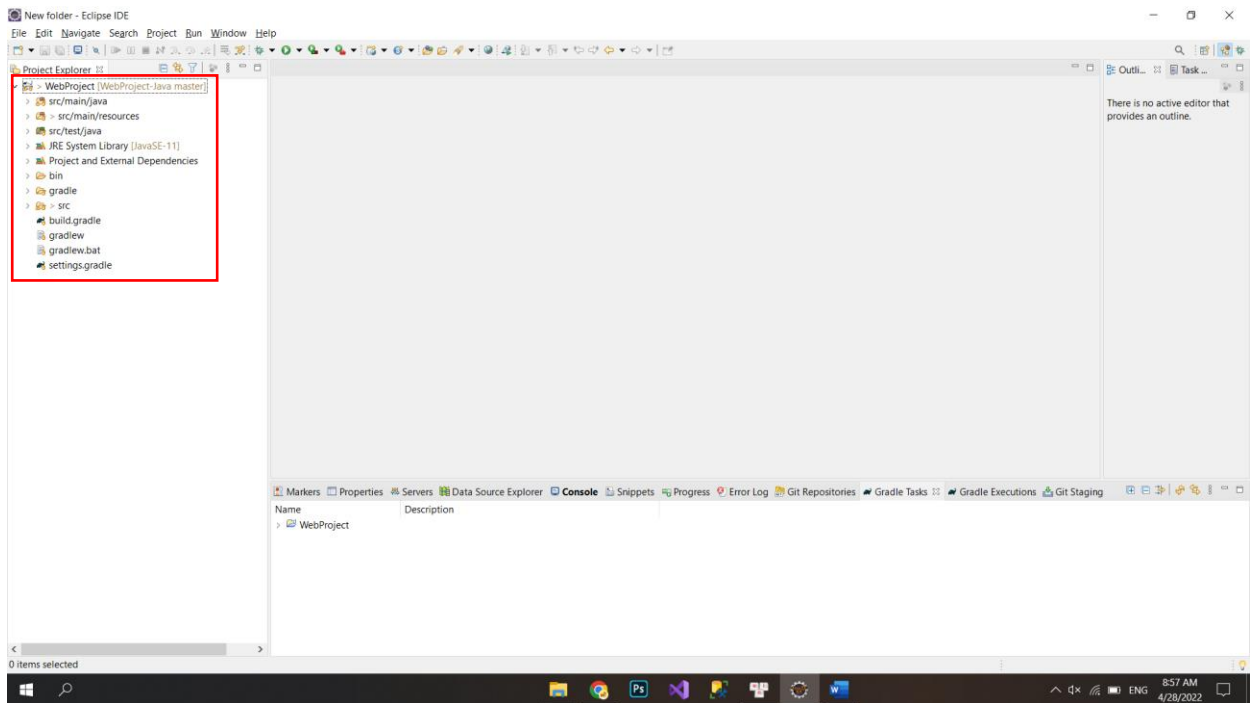 New folder - Eclipse IDE
File Edit Navigate Search Project Run Window Help
Project Explorer
Outli... Task ...
> WebProject [WebProject-Java master]
src/main/java
> src/main/resources
src/test/java
JRE System Library [JavaSE-11]
Project and External Dependencies
bin
gradle
> src
build.gradle
gradlew
gradlew.bat
settings.gradle
There is no active editor that
provides an outline.
Markers Properties Servers Data Source Explorer Console Snippets Progress Error Log Git Repositories Gradle Tasks Gradle Executions Git Staging
Name Description
WebProject
0 items selected
Ps
W
ENG
8:57 AM
4/28/2022